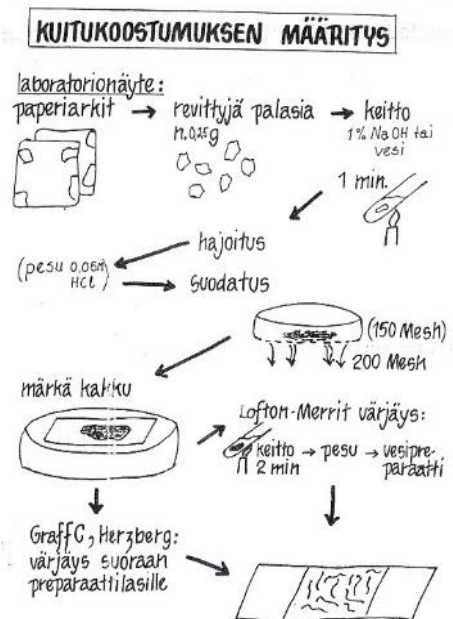 KUITUKOOSTUMUKSEN MÄÄRITYS
laboratorionäyte:
paperiarkit → revittyjä palasia → keitto
n. 0,25g
1% NaOH tai
vesi
1 min.
hajoitus
(pesu 0,05M
HCl)
suodatus
(150 Mesh)
200 Mesh
märkä kakku
Lofton-Merrit värjäys:
keitto → pesu → vesipre-
2 min
paraatti
Graff C, Herzberg:
värjäys suoraan
preparaattilasille